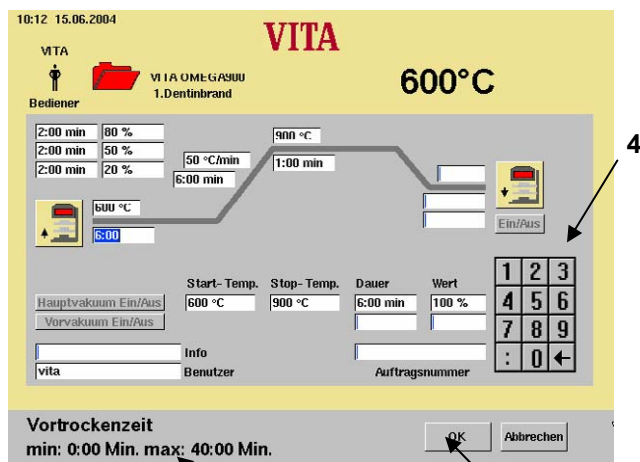 10:12 15.06.2004
VITA
VITA
600°C
VITA OMEGA900
1.Dentinbrand
Bediener
2:00 min 80 %
2:00 min 50 %
2:00 min 20 %
900 °C
50 °C/min
6:00 min
1:00 min
4
600 °C
6:00
Ein/Aus
Start-Temp. Stop-Temp. Dauer Wert
Hauptvakuum Ein/Aus 600 °C 900 °C 6:00 min 100 %
Vorvakuum Ein/Aus
1 2 3
4 5 6
7 8 9
: 0 ←
Info
vita Benutzer Auftragsnummer
Vortrockenzeit
min: 0:00 Min. max: 40:00 Min.
OK Abbrechen